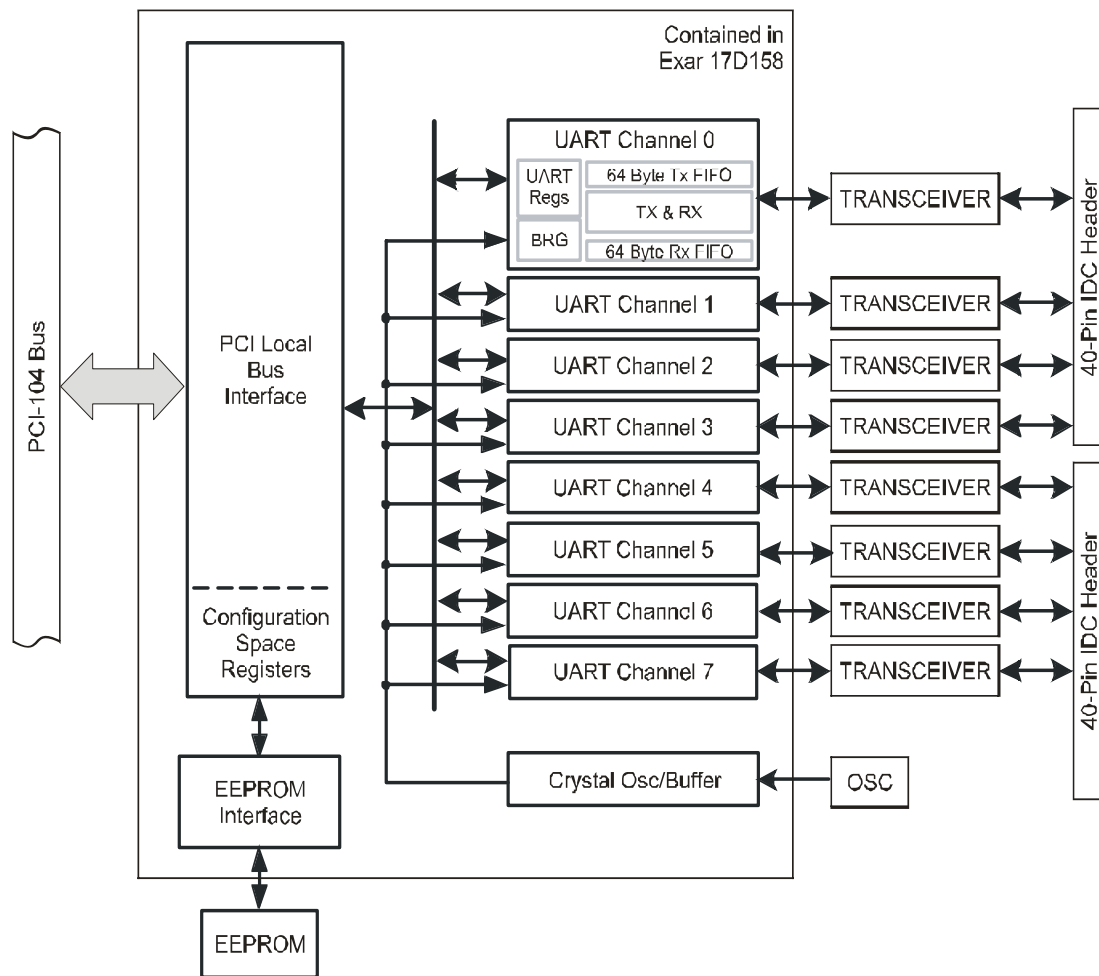 Contained in
Exar 17D158
PCI-104 Bus
PCI Local
Bus
Interface
Configuration
Space
Registers
EEPROM
Interface
EEPROM
UART Channel 0
UART
Regs
64 Byte Tx FIFO
TX & RX
BRG
64 Byte Rx FIFO
TRANSCEIVER
UART Channel 1
TRANSCEIVER
UART Channel 2
TRANSCEIVER
UART Channel 3
TRANSCEIVER
UART Channel 4
TRANSCEIVER
UART Channel 5
TRANSCEIVER
UART Channel 6
TRANSCEIVER
UART Channel 7
TRANSCEIVER
Crystal Osc/Buffer
OSC
40-Pin IDC Header
40-Pin IDC Header